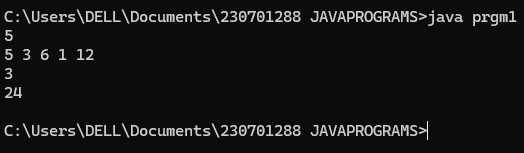 C:\Users\DELL\Documents\230701288 JAVAPROGRAMS>java prgm1
5
5 3 6 1 12
3
24
C:\Users\DELL\Documents\230701288 JAVAPROGRAMS>